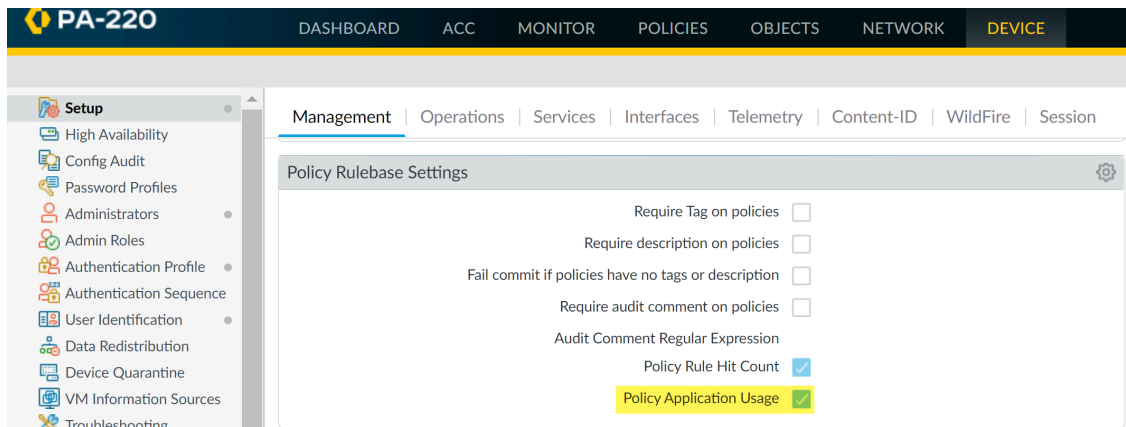 PA-220
DASHBOARD ACC MONITOR POLICIES OBJECTS NETWORK DEVICE
Setup
High Availability
Config Audit
Password Profiles
Administrators
Admin Roles
Authentication Profile
Authentication Sequence
User Identification
Data Redistribution
Device Quarantine
VM Information Sources
Troubleshooting
Management Operations Services Interfaces Telemetry Content-ID WildFire Session
Policy Rulebase Settings
Require Tag on policies
Require description on policies
Fail commit if policies have no tags or description
Require audit comment on policies
Audit Comment Regular Expression
Policy Rule Hit Count
Policy Application Usage